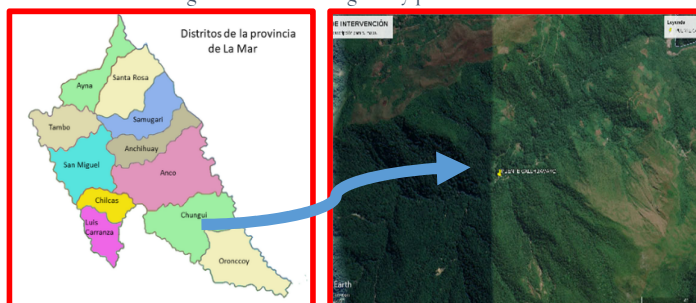 Distritos de la provincia
de La Mar
Ayna
Santa Rosa
Samugari
Tambo
Anchihuay
San Miguel
Anco
Chilcas
Chungui
Luis
Carranza
Oronccoy
DE INTERVENCIÓN
Leyenda
Earth